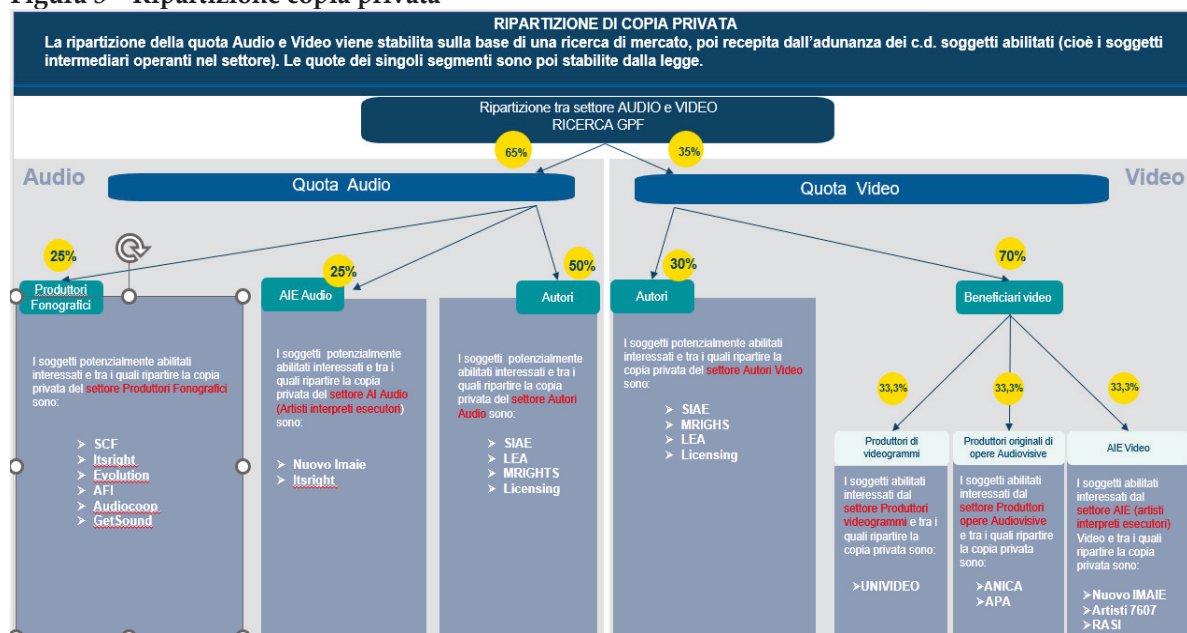 Figura 3 – Ripartizione copia privata
RIPARTIZIONE DI COPIA PRIVATA
La ripartizione della quota Audio e Video viene stabilita sulla base di una ricerca di mercato, poi recepita dall'adunanza dei c.d. soggetti abilitati (cioè i soggetti
intermediari operanti nel settore). Le quote dei singoli segmenti sono poi stabilite dalla legge.
Ripartizione tra settore AUDIO e VIDEO
RICERCA GPF
65%
35%
Audio
Quota Audio
Quota Video
Video
25%
Produttori
Fonografici
I soggetti potenzialmente abilitati
interessati e tra i quali ripartire la copia
privata del settore Produttori Fonografici
sono:
➤ SCF
➤ Itsright
➤ Evolution
➤ AFI
➤ Audiocoop
➤ GetSound
25%
AIE Audio
I soggetti potenzialmente
abilitati interessati e tra i
quali ripartire la copia
privata del settore AI Audio
(Artisti interpreti esecutori)
sono:
➤ Nuovo Imaie
➤ Itsright
50%
Autori
I soggetti potenzialmente
abilitati interessati e tra i
quali ripartire la copia
privata del settore Autori
Audio sono:
➤ SIAE
➤ LEA
➤ MRIGHTS
➤ Licensing
30%
Autori
I soggetti potenzialmente abilitati
interessati e tra i quali ripartire la
copia privata del settore Autori Video
sono:
➤ SIAE
➤ MRIGHS
➤ LEA
➤ Licensing
70%
Beneficiari video
33,3%
33,3%
33,3%
Produttori di
videogrammi
I soggetti abilitati
interessati dal
settore Produttori
videogrammi e tra i
quali ripartire la
copia privata sono:
➤UNIVIDEO
Produttori originali di
opere Audiovisive
I soggetti abilitati
interessati dal
settore Produttori
opere Audiovisive
e tra i quali ripartire
la copia privata
sono:
➤ANICA
➤APA
AIE Video
I soggetti abilitati
interessati dal
settore AIE (artisti
interpreti esecutori)
Video e tra i quali
ripartire la copia
privata sono:
➤Nuovo IMAIE
➤Artisti 7607
➤RASI